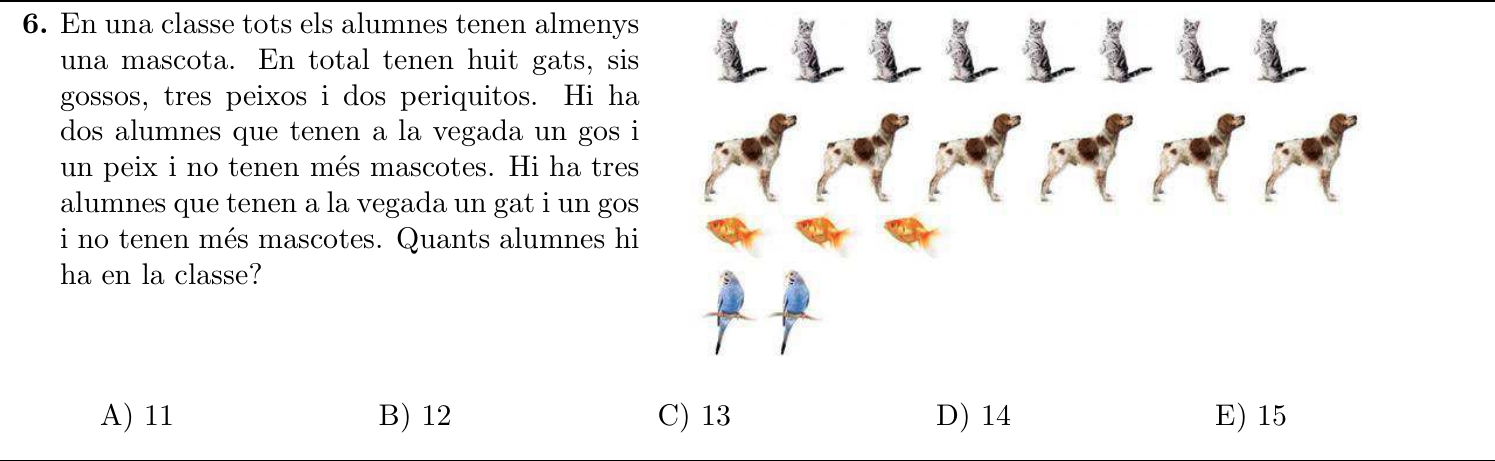 6. En una classe tots els alumnes tenen almenys
una mascota. En total tenen huit gats, sis
gossos, tres peixos i dos periquitos. Hi ha
dos alumnes que tenen a la vegada un gos i
un peix i no tenen més mascotes. Hi ha tres
alumnes que tenen a la vegada un gat i un gos
i no tenen més mascotes. Quants alumnes hi
ha en la classe?
A) 11 B) 12 C) 13 D) 14 E) 15